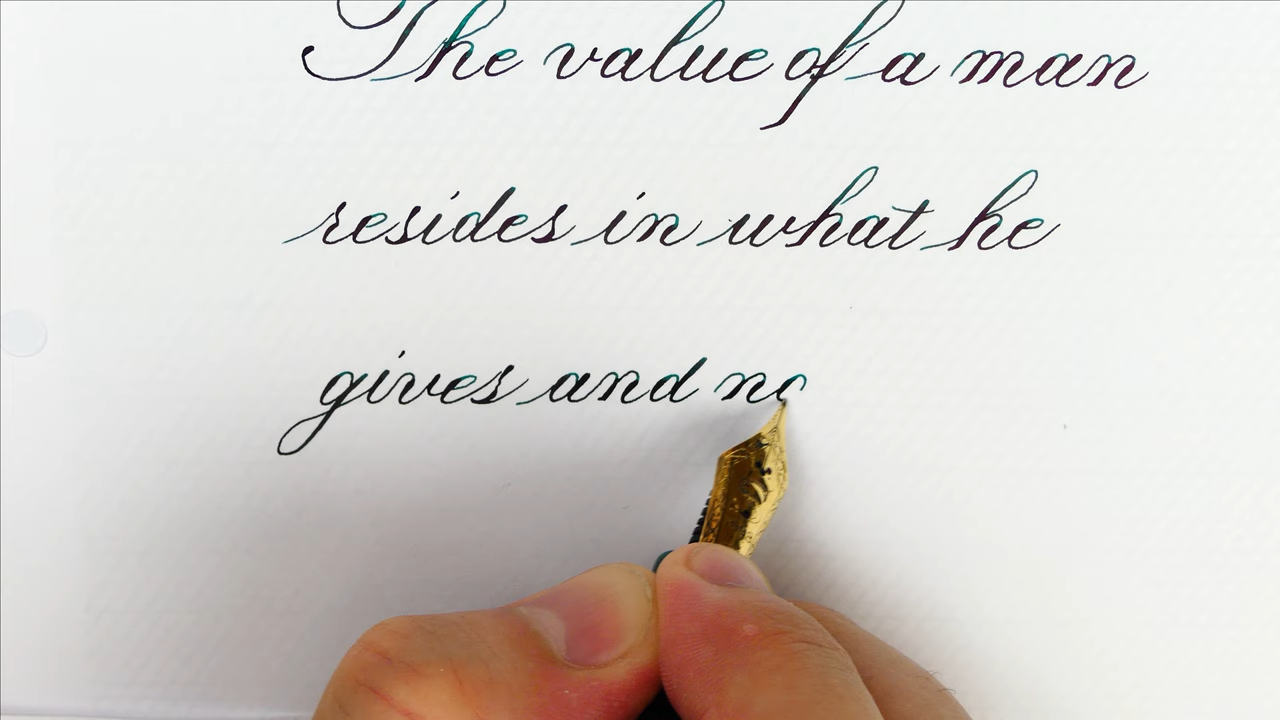 The value of a man
resides in what he
gives and no